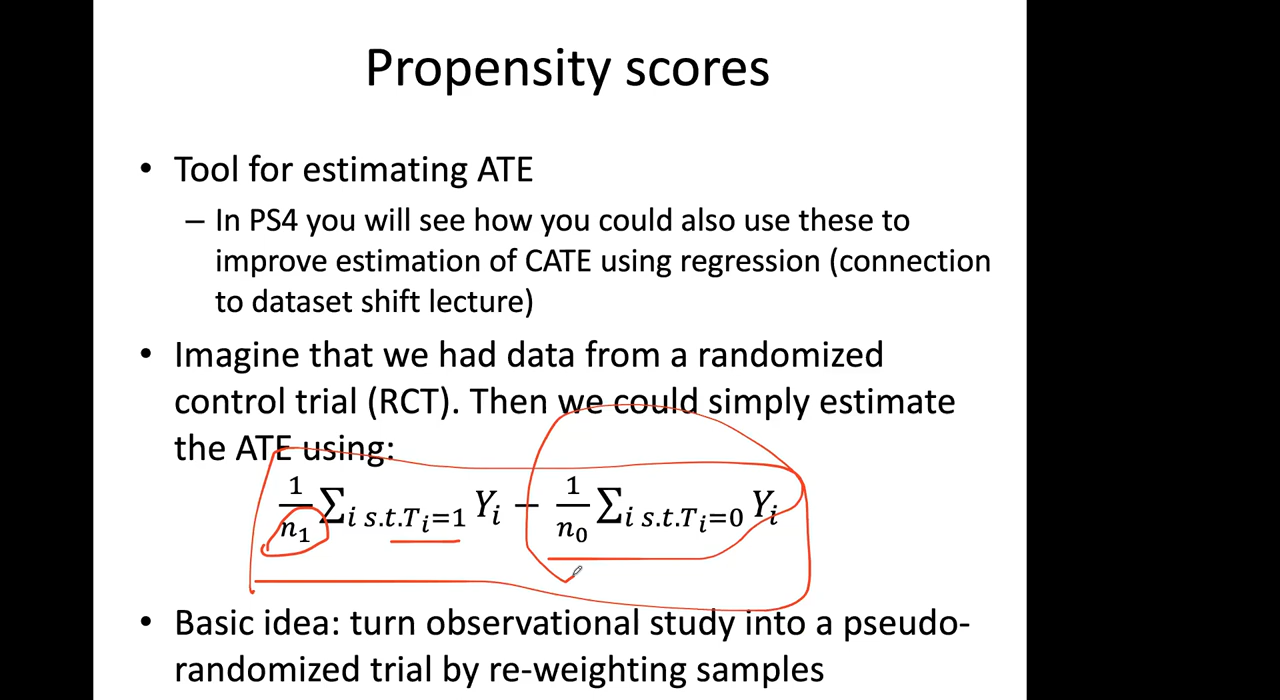 Propensity scores
• Tool for estimating ATE
– In PS4 you will see how you could also use these to
improve estimation of CATE using regression (connection
to dataset shift lecture)
• Imagine that we had data from a randomized
control trial (RCT). Then we could simply estimate
the ATE using:
1/n₁ ∑ᵢ s.t.Tᵢ=1 Yᵢ − 1/n₀ ∑ᵢ s.t.Tᵢ=0 Yᵢ
• Basic idea: turn observational study into a pseudo-
randomized trial by re-weighting samples